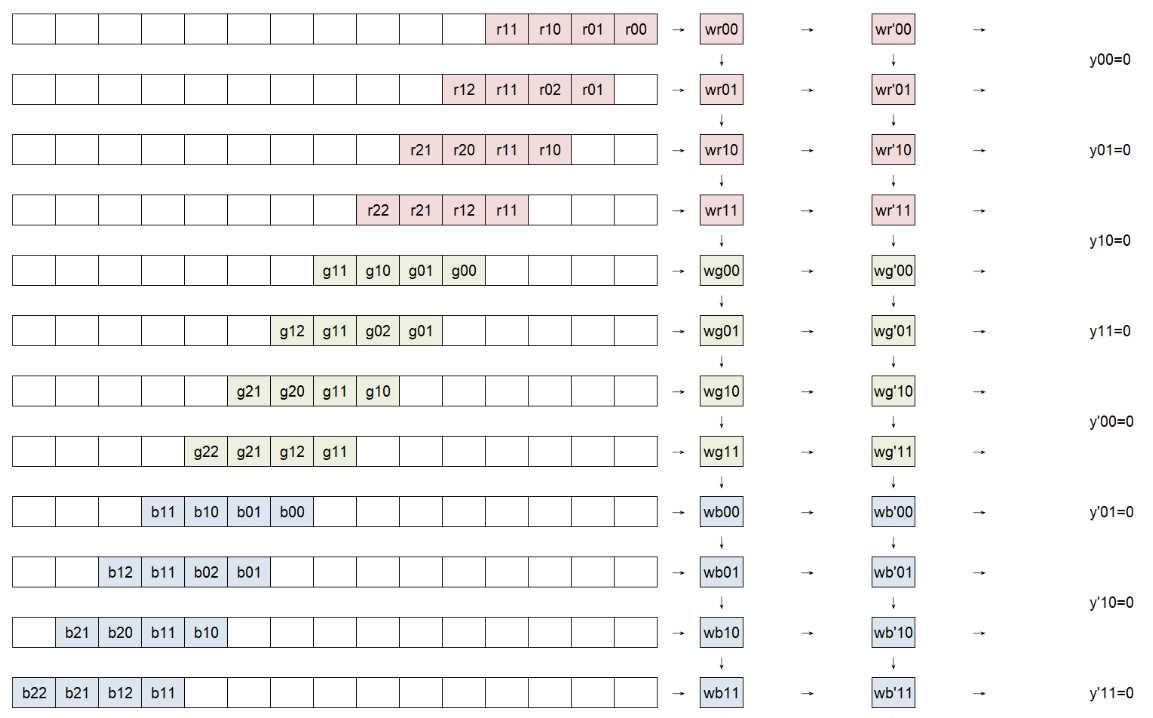 r11 r10 r01 r00 → wr00 → wr'00 →
↓ ↓ y00=0
r12 r11 r02 r01 → wr01 → wr'01 →
↓ ↓
r21 r20 r11 r10 → wr10 → wr'10 → y01=0
↓ ↓
r22 r21 r12 r11 → wr11 → wr'11 →
↓ ↓ y10=0
g11 g10 g01 g00 → wg00 → wg'00 →
↓ ↓
g12 g11 g02 g01 → wg01 → wg'01 → y11=0
↓ ↓
g21 g20 g11 g10 → wg10 → wg'10 →
↓ ↓ y'00=0
g22 g21 g12 g11 → wg11 → wg'11 →
↓ ↓
b11 b10 b01 b00 → wb00 → wb'00 → y'01=0
↓ ↓
b12 b11 b02 b01 → wb01 → wb'01 →
↓ ↓ y'10=0
b21 b20 b11 b10 → wb10 → wb'10 →
↓ ↓
b22 b21 b12 b11 → wb11 → wb'11 → y'11=0